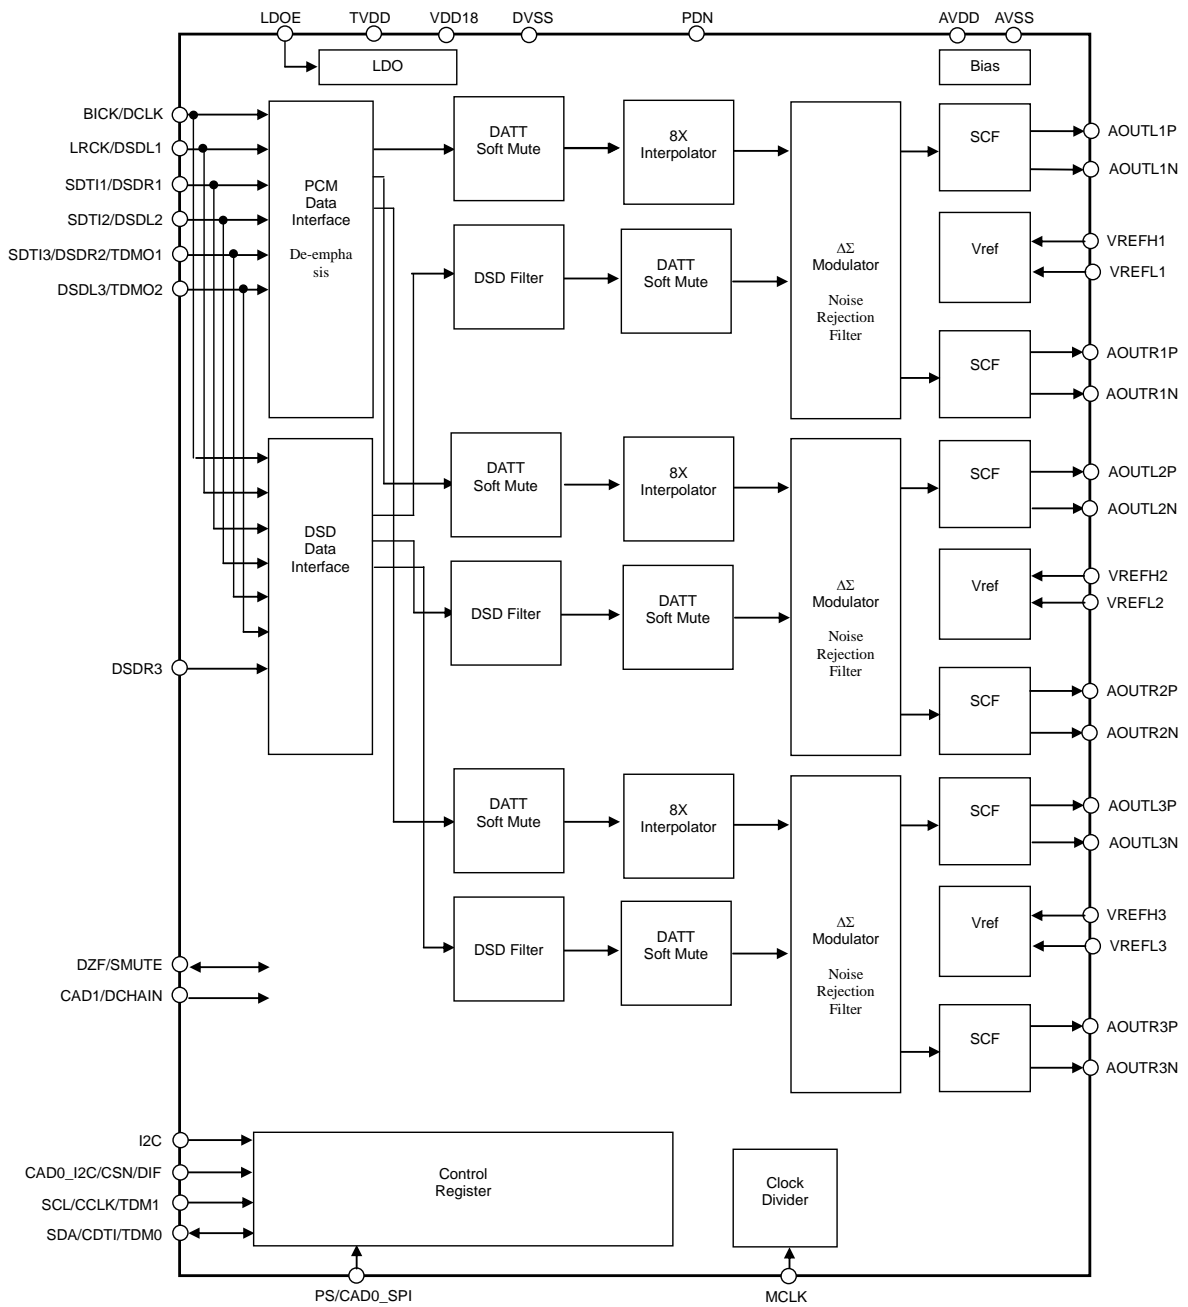 LDOE
TVDD
VDD18
DVSS
PDN
AVDD
AVSS
LDO
Bias
BICK/DCLK
LRCK/DSDL1
SDTI1/DSDR1
SDTI2/DSDL2
SDTI3/DSDR2/TDMO1
DSDL3/TDMO2
PCM
Data
Interface
De-empha
sis
DATT
Soft Mute
8X
Interpolator
DSD Filter
DATT
Soft Mute
ΔΣ
Modulator
Noise
Rejection
Filter
SCF
AOUTL1P
AOUTL1N
Vref
VREFH1
VREFL1
SCF
AOUTR1P
AOUTR1N
DSD
Data
Interface
DSDR3
DATT
Soft Mute
8X
Interpolator
DSD Filter
DATT
Soft Mute
ΔΣ
Modulator
Noise
Rejection
Filter
SCF
AOUTL2P
AOUTL2N
Vref
VREFH2
VREFL2
SCF
AOUTR2P
AOUTR2N
DATT
Soft Mute
8X
Interpolator
DSD Filter
DATT
Soft Mute
ΔΣ
Modulator
Noise
Rejection
Filter
SCF
AOUTL3P
AOUTL3N
Vref
VREFH3
VREFL3
SCF
AOUTR3P
AOUTR3N
DZF/SMUTE
CAD1/DCHAIN
I2C
CAD0_I2C/CSN/DIF
SCL/CCLK/TDM1
SDA/CDTI/TDM0
Control
Register
Clock
Divider
PS/CAD0_SPI
MCLK